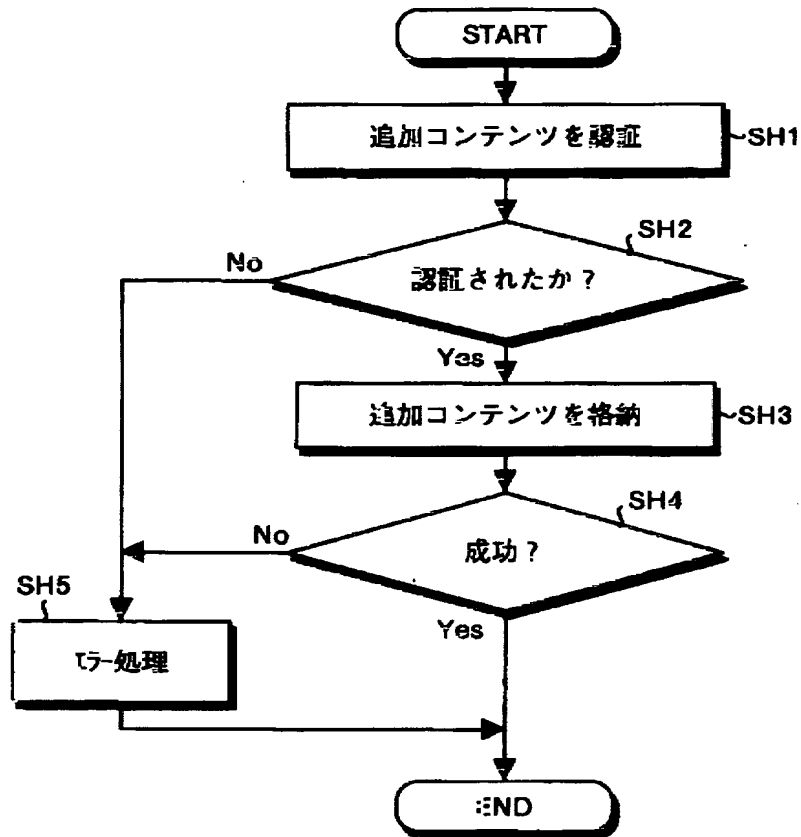 START
追加コンテンツを認証
SH1
SH2
No
認証されたか？
Yes
追加コンテンツを格納
SH3
SH4
No
成功？
SH5
Yes
エラー処理
END